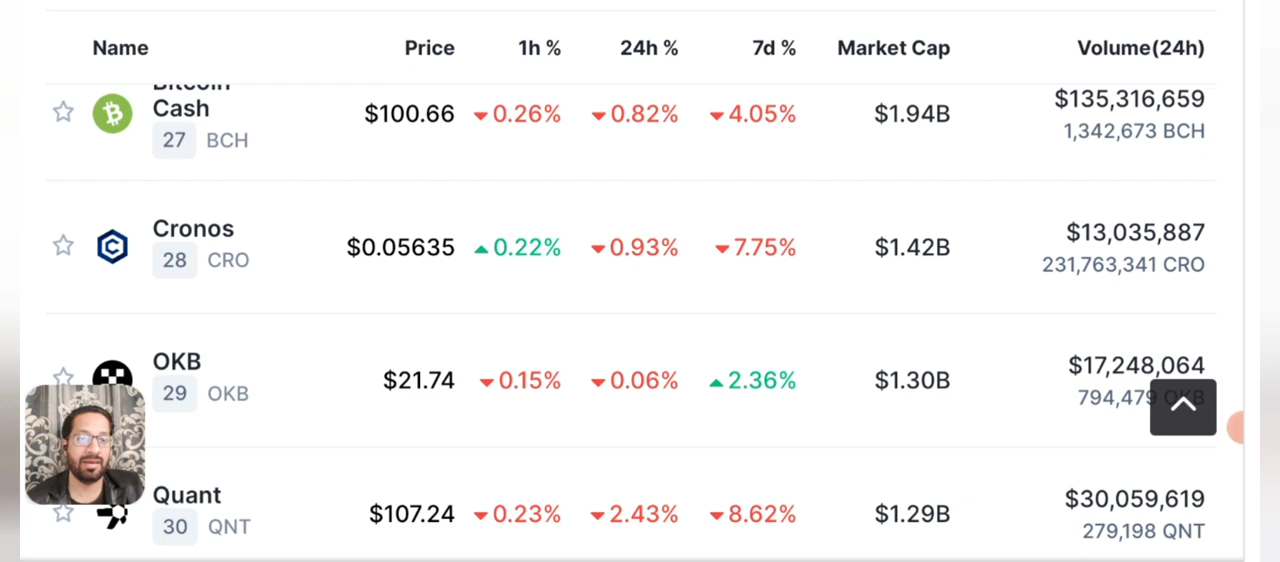 Name Price 1h % 24h % 7d % Market Cap Volume(24h)
Bitcoin
Cash $100.66 0.26% 0.82% 4.05% $1.94B $135,316,659
27 BCH 1,342,673 BCH
Cronos $0.05635 0.22% 0.93% 7.75% $1.42B $13,035,887
28 CRO 231,763,341 CRO
OKB $21.74 0.15% 0.06% 2.36% $1.30B $17,248,064
29 OKB 794,479 OKB
Quant $107.24 0.23% 2.43% 8.62% $1.29B $30,059,619
30 QNT 279,198 QNT